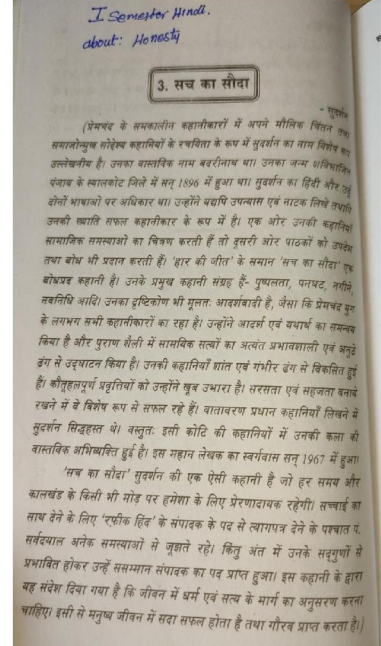 I Semester Hindi.
about: Honesty
3. सच का सौदा
- सुदर्शन
(प्रेमचंद के समकालीन कहानीकारों में अपने मौलिक चिंतन तथा
समाजोन्मुख सोद्देश्य कहानियों के रचयिता के रूप में सुदर्शन का नाम विशेष रूप
उल्लेखनीय है। उनका वास्तविक नाम बदरीनाथ था। उनका जन्म अविभाजित
पंजाब के स्यालकोट जिले में सन् 1896 में हुआ था। सुदर्शन का हिंदी और उर्दू
दोनों भाषाओं पर अधिकार था। उन्होंने यद्यपि उपन्यास एवं नाटक लिखे तथापि
उनकी ख्याति सफल कहानीकार के रूप में है। एक ओर उनकी कहानियाँ
सामाजिक समस्याओं का चित्रण करती हैं तो दूसरी ओर पाठकों को उपदेश
तथा बोध भी प्रदान करती हैं। 'हार की जीत' के समान 'सच का सौदा' एक
बोधप्रद कहानी है। उनके प्रमुख कहानी संग्रह हैं- पुष्पलता, पनघट, नगीने,
नवनिधि आदि। उनका दृष्टिकोण भी मूलतः आदर्शवादी है, जैसा कि प्रेमचंद युग
के लगभग सभी कहानीकारों का रहा है। उन्होंने आदर्श एवं यथार्थ का समन्वय
किया है और पुराण शैली में सामयिक सत्यों का अत्यंत प्रभावशाली एवं अनूठे
ढंग से उद्घाटन किया है। उनकी कहानियाँ शांत एवं गंभीर ढंग से विकसित हुई
हैं। कौतूहलपूर्ण प्रवृत्तियों को उन्होंने खूब उभारा है। सरसता एवं सहजता बनाये
रखने में वे विशेष रूप से सफल रहे हैं। वातावरण प्रधान कहानियाँ लिखने में
सुदर्शन सिद्धहस्त थे। वस्तुतः इसी कोटि की कहानियों में उनकी कला की
वास्तविक अभिव्यक्ति हुई है। इस महान लेखक का स्वर्गवास सन् 1967 में हुआ।
'सच का सौदा' सुदर्शन की एक ऐसी कहानी है जो हर समय और
कालखंड के किसी भी मोड़ पर हमेशा के लिए प्रेरणादायक रहेगी। सच्चाई का
साथ देने के लिए 'रफीक हिंद' के संपादक के पद से त्यागपत्र देने के पश्चात पं.
सर्वदयाल अनेक समस्याओं से जूझते रहे। किंतु अंत में उनके सद्गुणों से
प्रभावित होकर उन्हें ससम्मान संपादक का पद प्राप्त हुआ। इस कहानी के द्वारा
यह संदेश दिया गया है कि जीवन में धर्म एवं सत्य के मार्ग का अनुसरण करना
चाहिए। इसी से मनुष्य जीवन में सदा सफल होता है तथा गौरव प्राप्त करता है।)